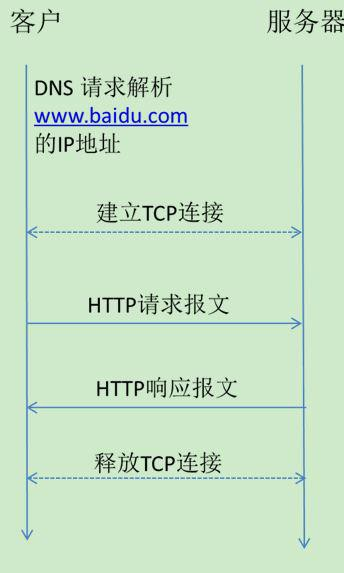 客户
服务器
DNS 请求解析
www.baidu.com
的IP地址
建立TCP连接
HTTP请求报文
HTTP响应报文
释放TCP连接